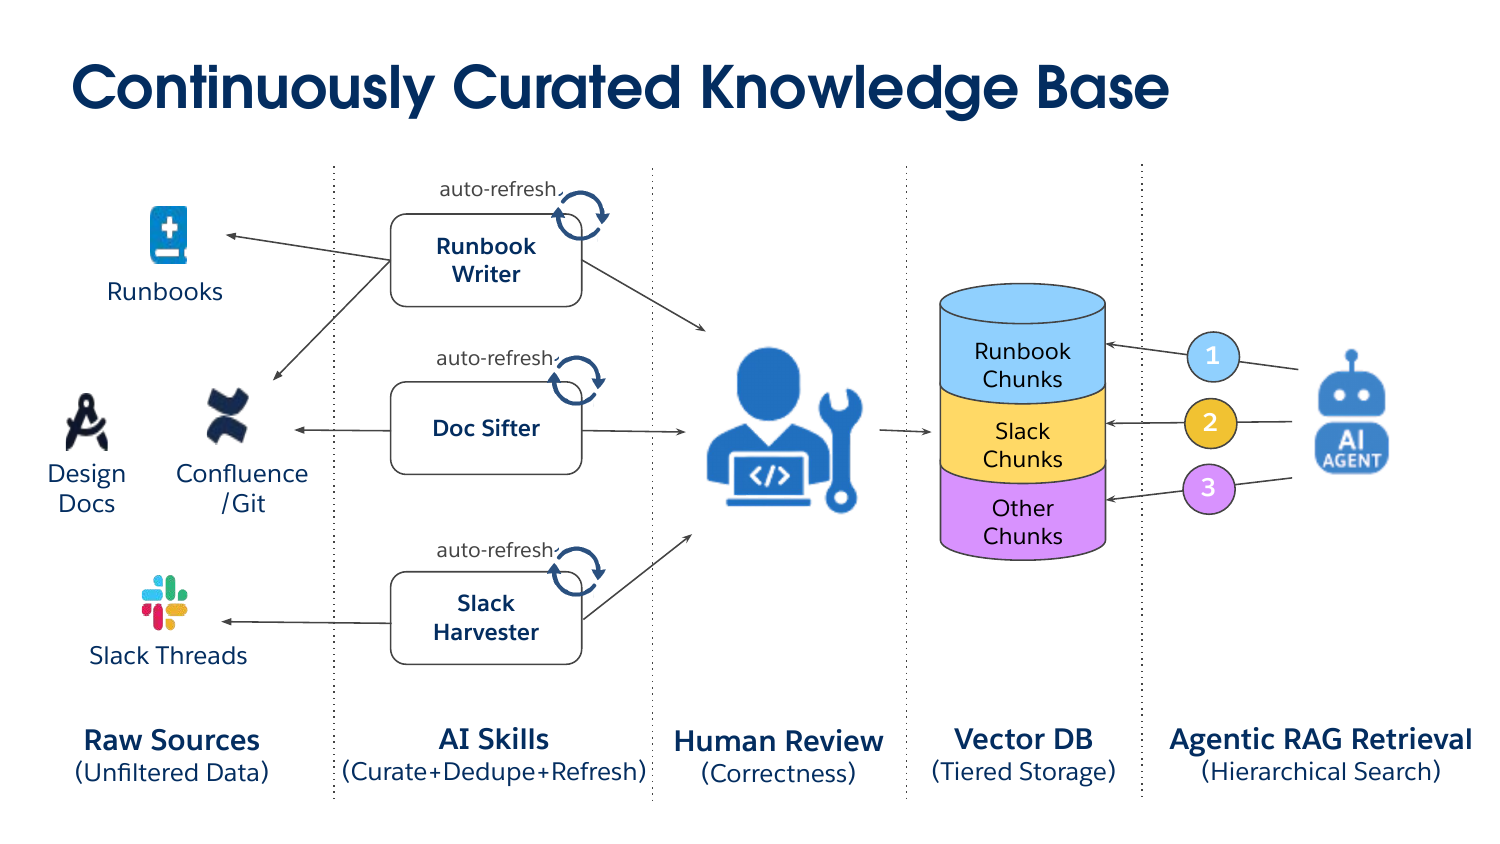 Continuously Curated Knowledge Base
auto-refresh
Runbook
Writer
Runbooks
auto-refresh
Doc Sifter
Design
Docs
Confluence
/Git
auto-refresh
Slack
Harvester
Slack Threads
</>
Runbook
Chunks
Slack
Chunks
Other
Chunks
1
2
3
AI
AGENT
Raw Sources
(Unfiltered Data)
AI Skills
(Curate+Dedupe+Refresh)
Human Review
(Correctness)
Vector DB
(Tiered Storage)
Agentic RAG Retrieval
(Hierarchical Search)